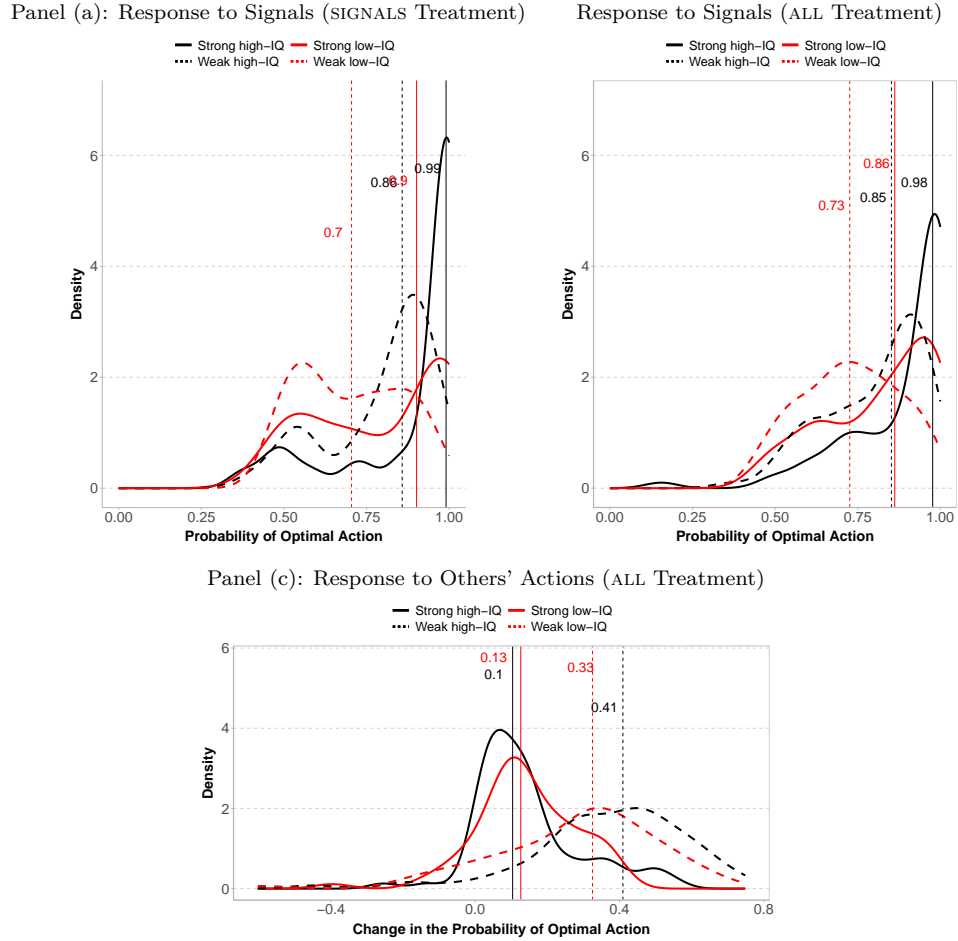 Panel (a): Response to Signals (SIGNALS Treatment)
Response to Signals (ALL Treatment)
Strong high−IQ Strong low−IQ
Weak high−IQ Weak low−IQ
Strong high−IQ Strong low−IQ
Weak high−IQ Weak low−IQ
0.99
0.86
0.9
0.7
0.86
0.85
0.98
0.73
Density
6
4
2
0
0.00 0.25 0.50 0.75 1.00
Probability of Optimal Action
Density
6
4
2
0
0.00 0.25 0.50 0.75 1.00
Probability of Optimal Action
Panel (c): Response to Others' Actions (ALL Treatment)
Strong high−IQ Strong low−IQ
Weak high−IQ Weak low−IQ
0.13
0.1
0.33
0.41
Density
6
4
2
0
−0.4 0.0 0.4 0.8
Change in the Probability of Optimal Action